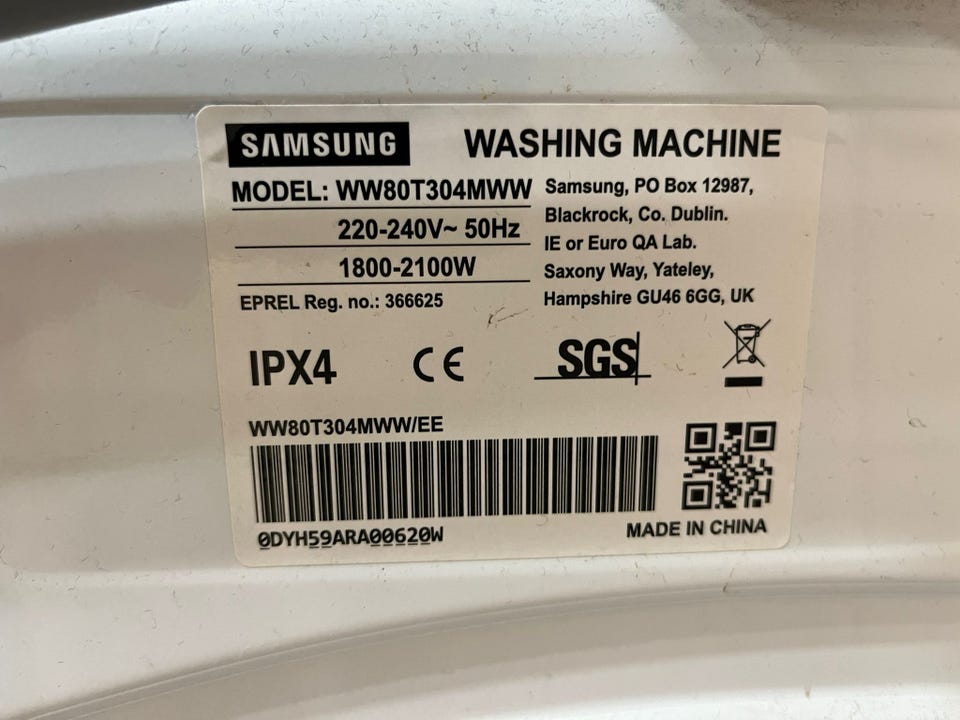 SAMSUNG
WASHING MACHINE
MODEL: WW80T304MWW
220-240V~ 50Hz
1800-2100W
EPREL Reg. no.: 366625
Samsung, PO Box 12987,
Blackrock, Co. Dublin.
IE or Euro QA Lab.
Saxony Way, Yateley,
Hampshire GU46 6GG, UK
IPX4
CE
SGS
WW80T304MWW/EE
0DYH59ARA00620W
MADE IN CHINA